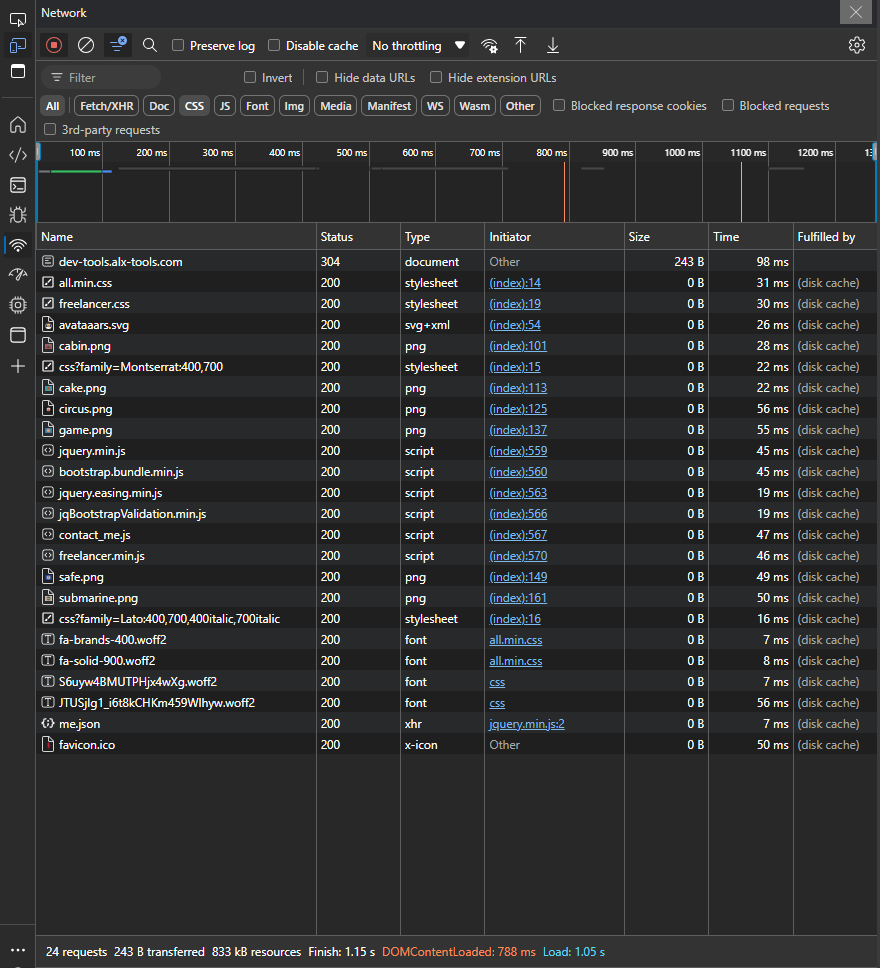 Network
Preserve log Disable cache No throttling
Filter Invert Hide data URLs Hide extension URLs
All Fetch/XHR Doc CSS JS Font Img Media Manifest WS Wasm Other Blocked response cookies Blocked requests
3rd-party requests
100 ms 200 ms 300 ms 400 ms 500 ms 600 ms 700 ms 800 ms 900 ms 1000 ms 1100 ms 1200 ms
Name Status Type Initiator Size Time Fulfilled by
dev-tools.alx-tools.com 304 document Other 243 B 98 ms
all.min.css 200 stylesheet (index):14 0 B 31 ms (disk cache)
freelancer.css 200 stylesheet (index):19 0 B 30 ms (disk cache)
avataaars.svg 200 svg+xml (index):54 0 B 26 ms (disk cache)
cabin.png 200 png (index):101 0 B 28 ms (disk cache)
css?family=Montserrat:400,700 200 stylesheet (index):15 0 B 22 ms (disk cache)
cake.png 200 png (index):113 0 B 22 ms (disk cache)
circus.png 200 png (index):125 0 B 56 ms (disk cache)
game.png 200 png (index):137 0 B 55 ms (disk cache)
jquery.min.js 200 script (index):559 0 B 45 ms (disk cache)
bootstrap.bundle.min.js 200 script (index):560 0 B 45 ms (disk cache)
jquery.easing.min.js 200 script (index):563 0 B 19 ms (disk cache)
jqBootstrapValidation.min.js 200 script (index):566 0 B 19 ms (disk cache)
contact_me.js 200 script (index):567 0 B 47 ms (disk cache)
freelancer.min.js 200 script (index):570 0 B 46 ms (disk cache)
safe.png 200 png (index):149 0 B 49 ms (disk cache)
submarine.png 200 png (index):161 0 B 50 ms (disk cache)
css?family=Lato:400,700,400italic,700italic 200 stylesheet (index):16 0 B 16 ms (disk cache)
fa-brands-400.woff2 200 font all.min.css 0 B 7 ms (disk cache)
fa-solid-900.woff2 200 font all.min.css 0 B 8 ms (disk cache)
S6uyw4BMUTPHjx4wXg.woff2 200 font css 0 B 7 ms (disk cache)
JTUSjIg1_i6t8kCHKm459Wlhyw.woff2 200 font css 0 B 56 ms (disk cache)
me.json 200 xhr jquery.min.js:2 0 B 7 ms (disk cache)
favicon.ico 200 x-icon Other 0 B 50 ms (disk cache)
24 requests 243 B transferred 833 kB resources Finish: 1.15 s DOMContentLoaded: 788 ms Load: 1.05 s